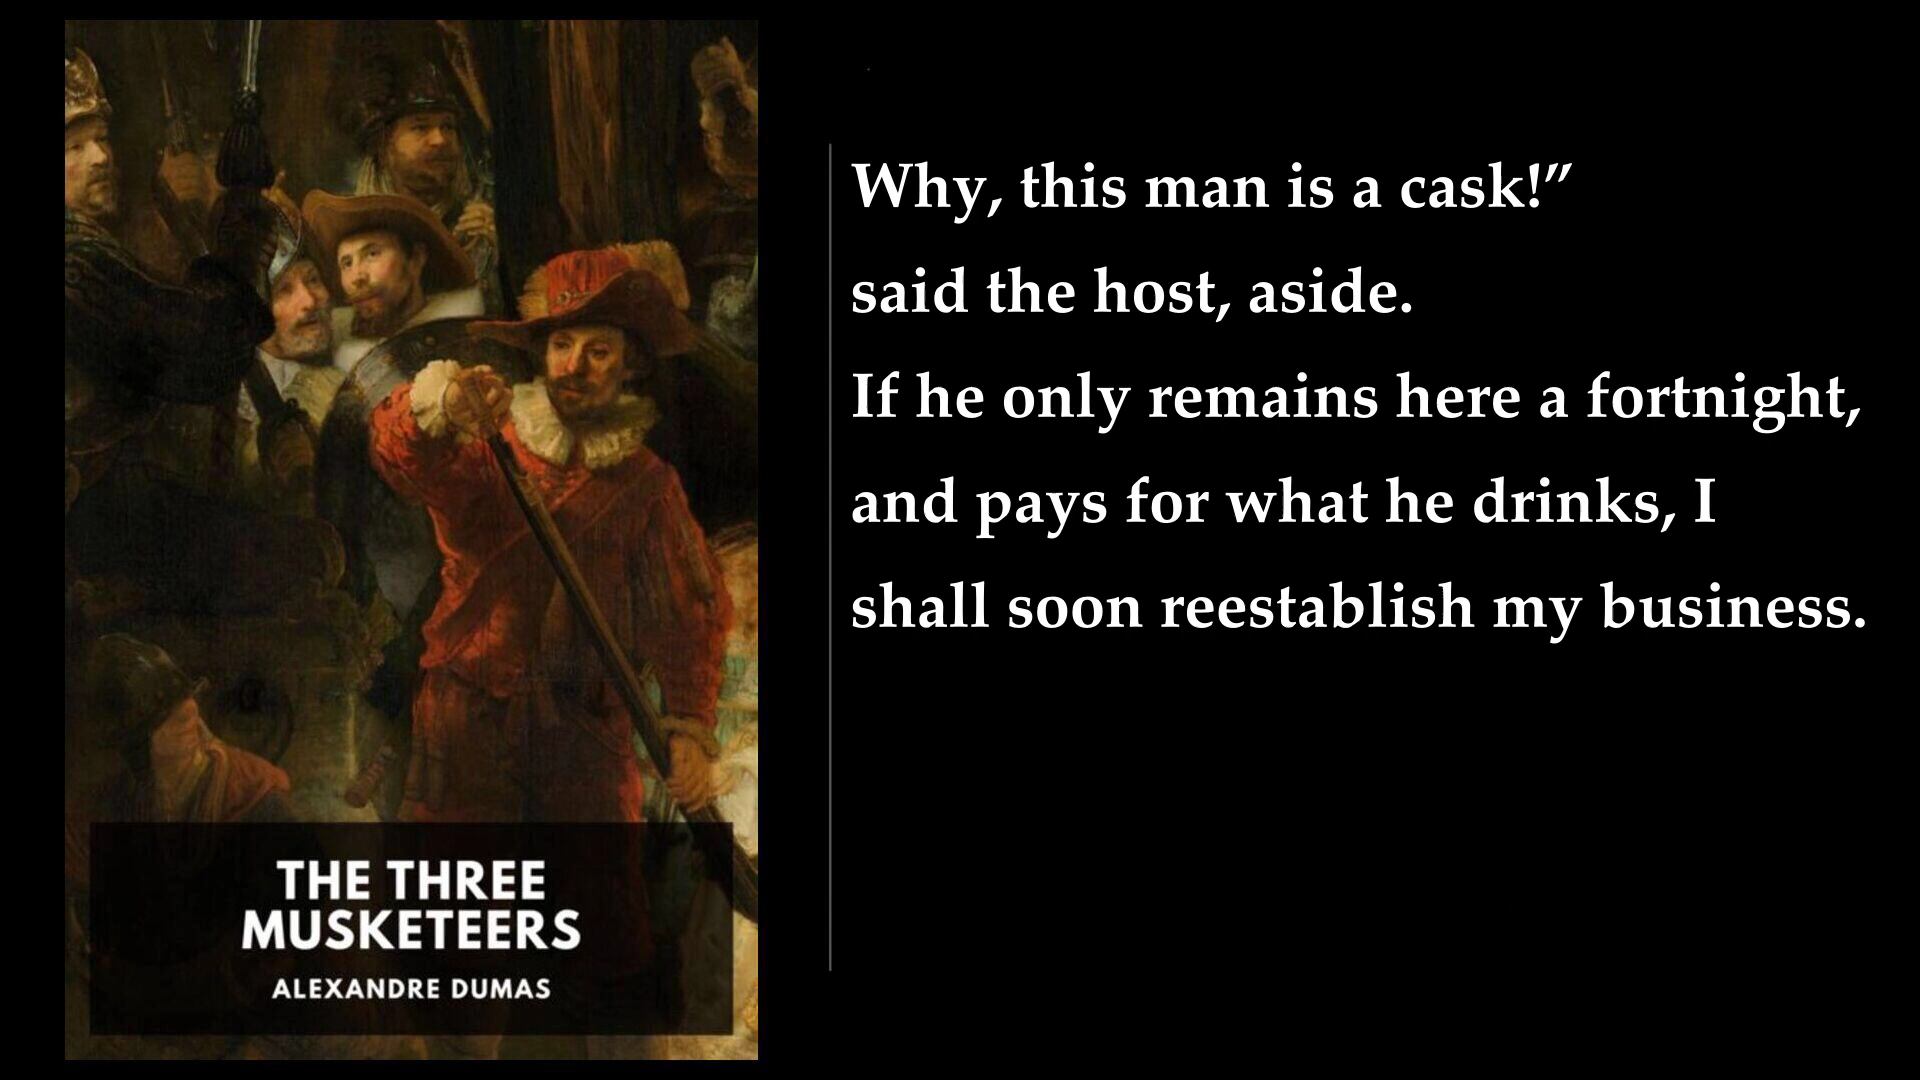 Why, this man is a cask!”
said the host, aside.
If he only remains here a fortnight,
and pays for what he drinks, I
shall soon reestablish my business.
THE THREE
MUSKETEERS
ALEXANDRE DUMAS